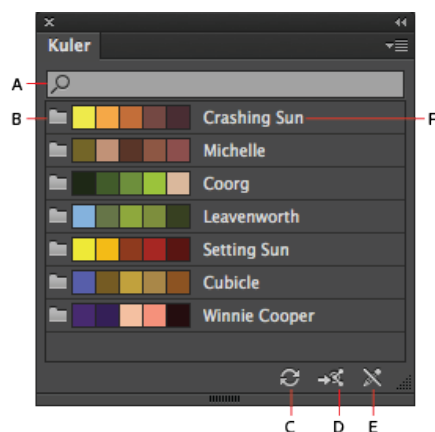 Kuler
A
B
Crashing Sun
F
Michelle
Coorg
Leavenworth
Setting Sun
Cubicle
Winnie Cooper
C
D
E